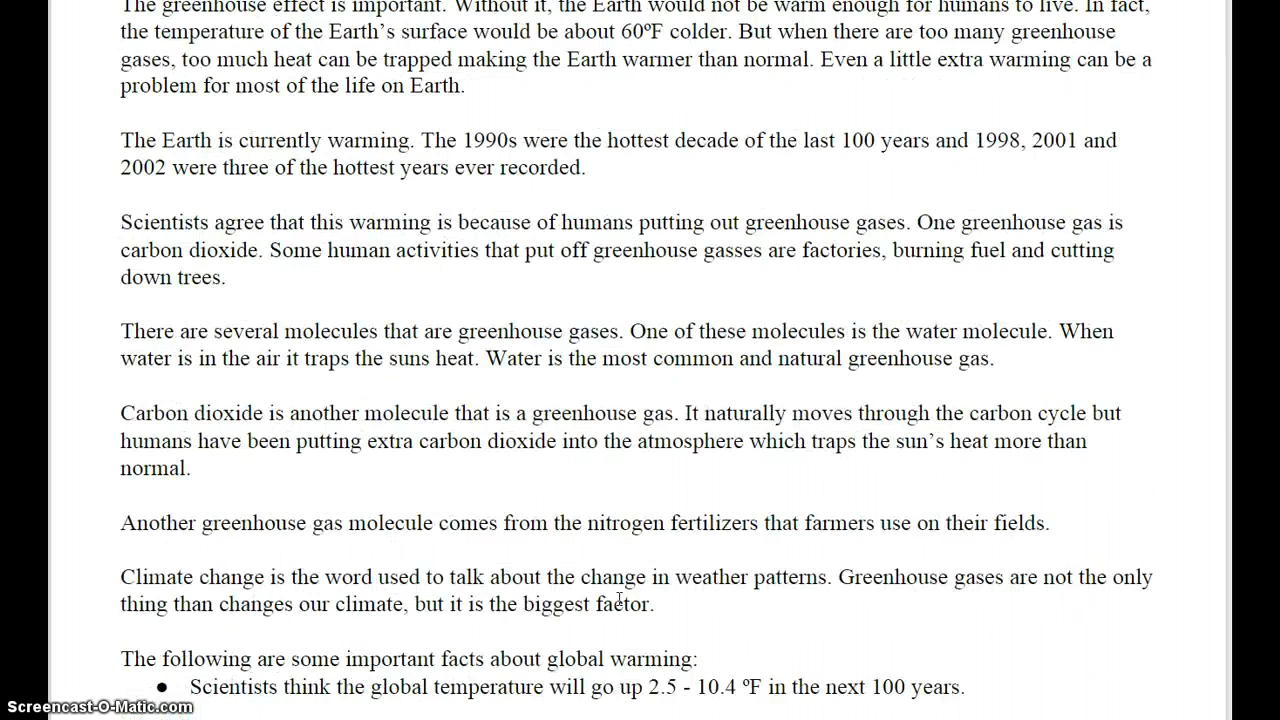 The greenhouse effect is important. Without it, the Earth would not be warm enough for humans to live. In fact,
the temperature of the Earth’s surface would be about 60ºF colder. But when there are too many greenhouse
gases, too much heat can be trapped making the Earth warmer than normal. Even a little extra warming can be a
problem for most of the life on Earth.
The Earth is currently warming. The 1990s were the hottest decade of the last 100 years and 1998, 2001 and
2002 were three of the hottest years ever recorded.
Scientists agree that this warming is because of humans putting out greenhouse gases. One greenhouse gas is
carbon dioxide. Some human activities that put off greenhouse gasses are factories, burning fuel and cutting
down trees.
There are several molecules that are greenhouse gases. One of these molecules is the water molecule. When
water is in the air it traps the suns heat. Water is the most common and natural greenhouse gas.
Carbon dioxide is another molecule that is a greenhouse gas. It naturally moves through the carbon cycle but
humans have been putting extra carbon dioxide into the atmosphere which traps the sun’s heat more than
normal.
Another greenhouse gas molecule comes from the nitrogen fertilizers that farmers use on their fields.
Climate change is the word used to talk about the change in weather patterns. Greenhouse gases are not the only
thing than changes our climate, but it is the biggest factor.
The following are some important facts about global warming:
● Scientists think the global temperature will go up 2.5 - 10.4 ºF in the next 100 years.
Screencast-O-Matic.com